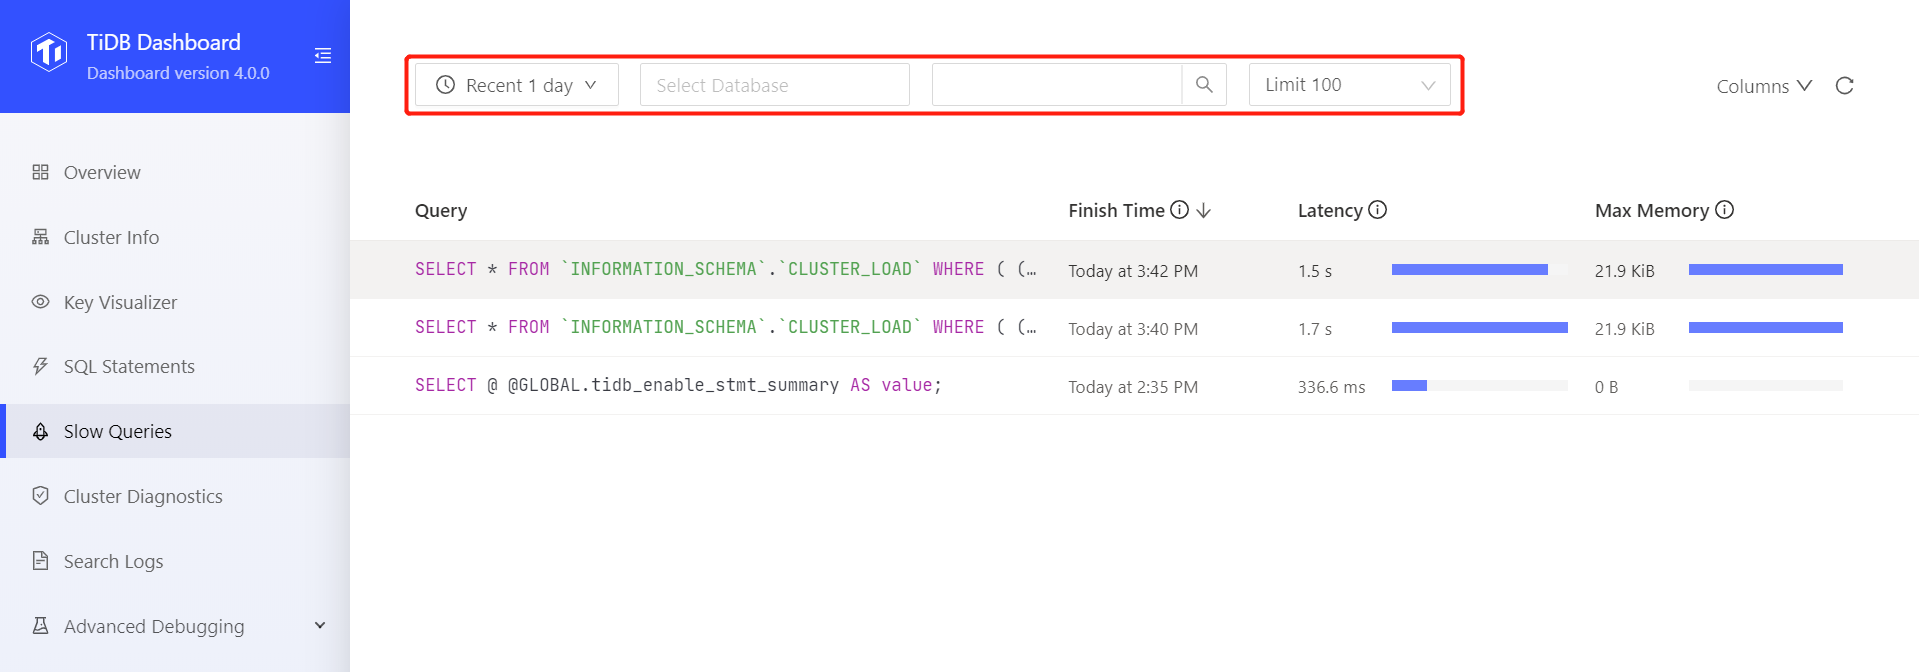 TiDB Dashboard
Dashboard version 4.0.0
Overview
Cluster Info
Key Visualizer
SQL Statements
Slow Queries
Cluster Diagnostics
Search Logs
Advanced Debugging
Recent 1 day Select Database Limit 100 Columns
Query Finish Time Latency Max Memory
SELECT * FROM `INFORMATION_SCHEMA`.`CLUSTER_LOAD` WHERE ( (… Today at 3:42 PM 1.5 s 21.9 KiB
SELECT * FROM `INFORMATION_SCHEMA`.`CLUSTER_LOAD` WHERE ( (… Today at 3:40 PM 1.7 s 21.9 KiB
SELECT @ @GLOBAL.tidb_enable_stmt_summary AS value; Today at 2:35 PM 336.6 ms 0 B